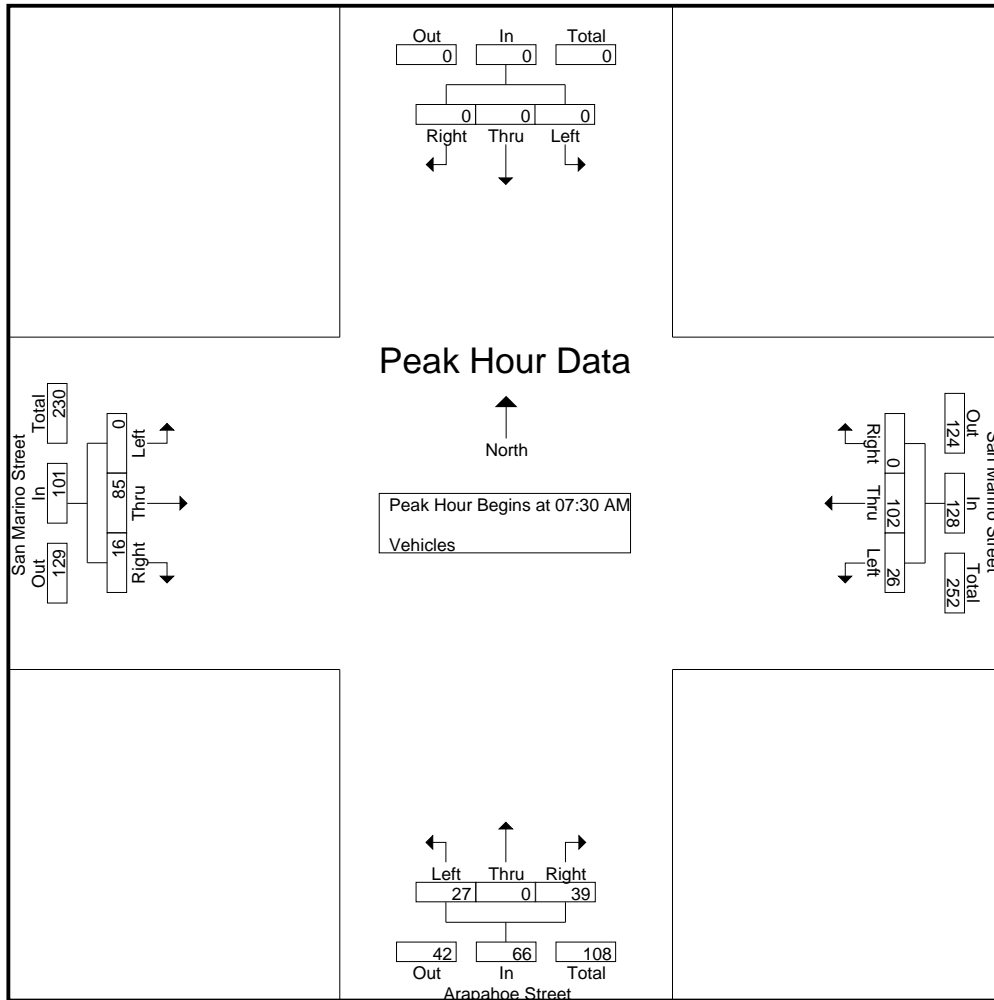 Out In Total
0 0 0
0 0 0
Right Thru Left
Peak Hour Data
North
Peak Hour Begins at 07:30 AM
Vehicles
San Marino Street
Total In Out
230 101 129
0 85 16
Left Thru Right
San Marino Street
Out In Total
124 128 252
0 102 26
Right Thru Left
Left Thru Right
27 0 39
42 66 108
Out In Total
Arapahoe Street